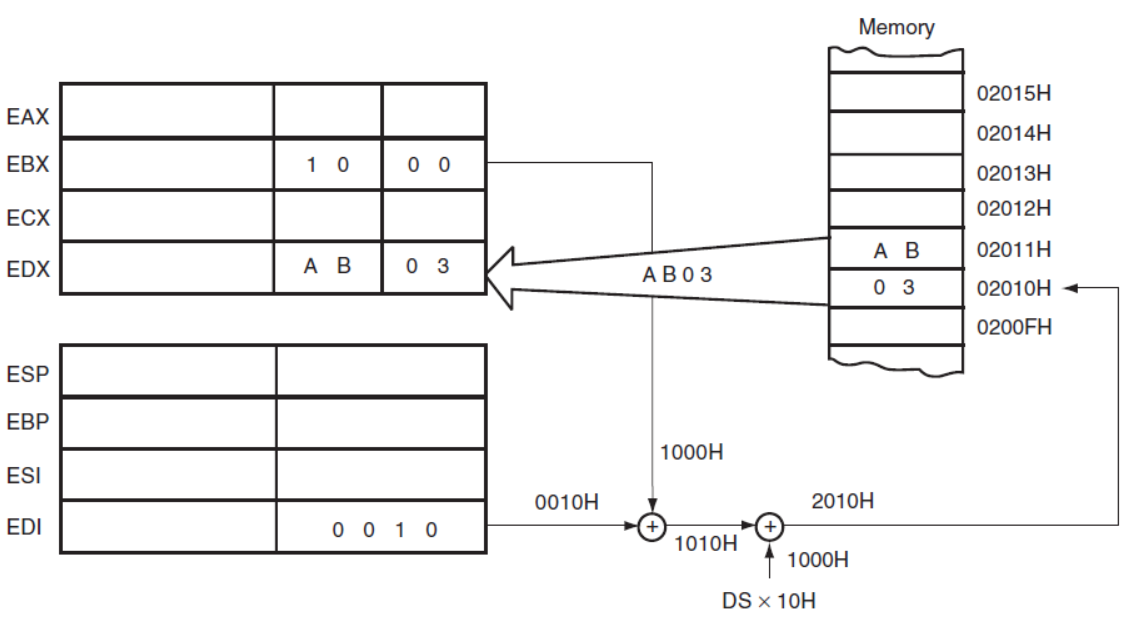 Memory
02015H
EAX
02014H
EBX 1 0 0 0
02013H
ECX
02012H
EDX A B 0 3
A B 0 3
A B 02011H
0 3 02010H
0200FH
ESP
EBP
1000H
ESI
0010H
2010H
EDI 0 0 1 0
+ +
1010H
1000H
DS × 10H